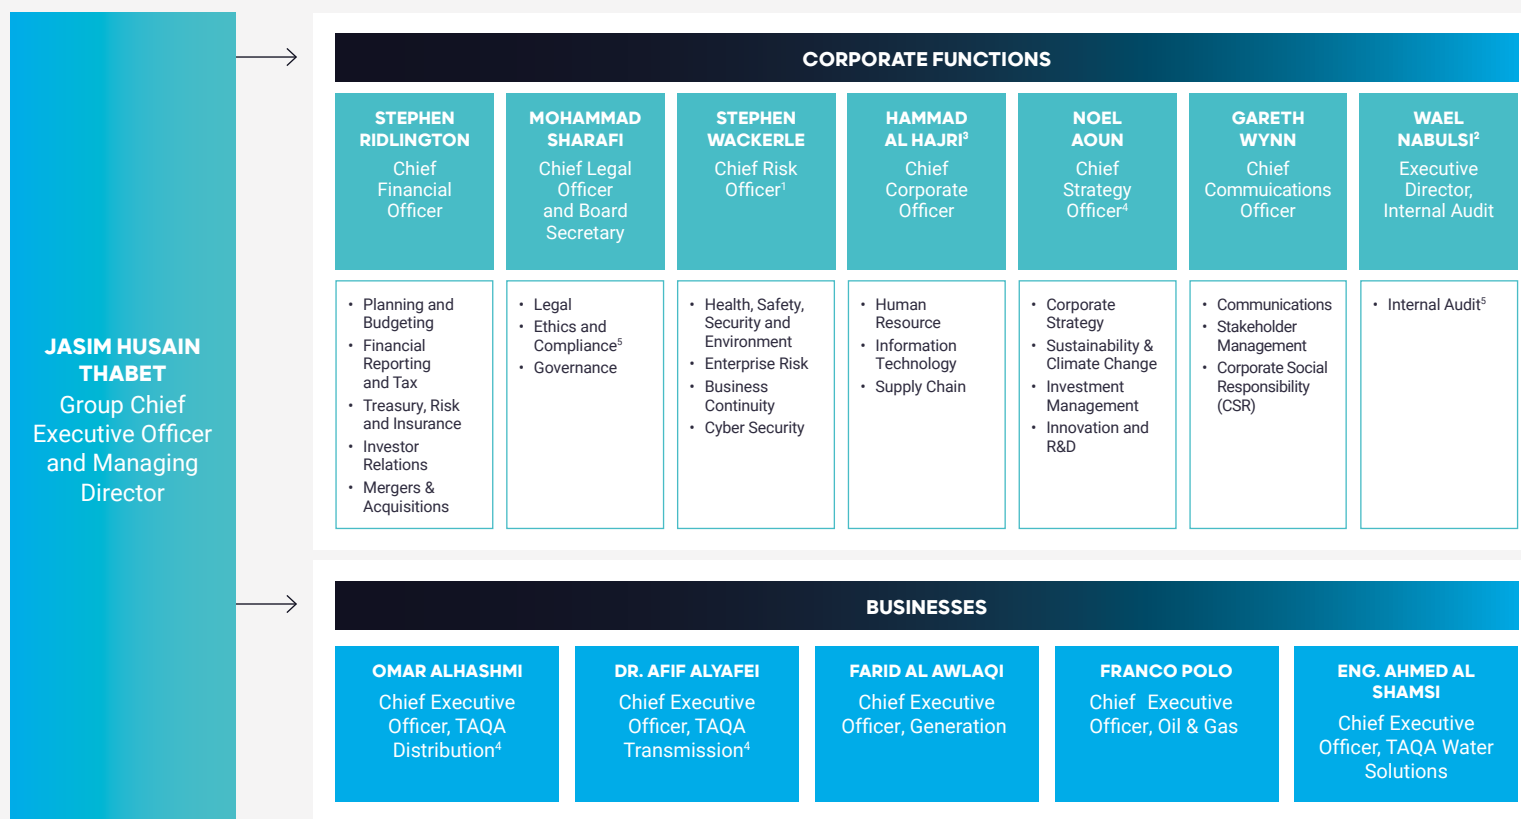 JASIM HUSAIN
THABET
Group Chief
Executive Officer
and Managing
Director
CORPORATE FUNCTIONS
STEPHEN
RIDLINGTON
Chief
Financial
Officer
• Planning and
Budgeting
• Financial
Reporting
and Tax
• Treasury, Risk
and Insurance
• Investor
Relations
• Mergers &
Acquisitions
MOHAMMAD
SHARAFI
Chief Legal
Officer
and Board
Secretary
• Legal
• Ethics and
Compliance⁵
• Governance
STEPHEN
WACKERLE
Chief Risk
Officer¹
• Health, Safety,
Security and
Environment
• Enterprise Risk
• Business
Continuity
• Cyber Security
HAMMAD
AL HAJRI³
Chief
Corporate
Officer
• Human
Resource
• Information
Technology
• Supply Chain
NOEL
AOUN
Chief
Strategy
Officer⁴
• Corporate
Strategy
• Sustainability &
Climate Change
• Investment
Management
• Innovation and
R&D
GARETH
WYNN
Chief
Commuications
Officer
• Communications
• Stakeholder
Management
• Corporate Social
Responsibility
(CSR)
WAEL
NABULSI²
Executive
Director,
Internal Audit
• Internal Audit⁵
BUSINESSES
OMAR ALHASHMI
Chief Executive
Officer, TAQA
Distribution⁴
DR. AFIF ALYAFEI
Chief Executive
Officer, TAQA
Transmission⁴
FARID AL AWLAQI
Chief Executive
Officer, Generation
FRANCO POLO
Chief Executive
Officer, Oil & Gas
ENG. AHMED AL
SHAMSI
Chief Executive
Officer, TAQA Water
Solutions